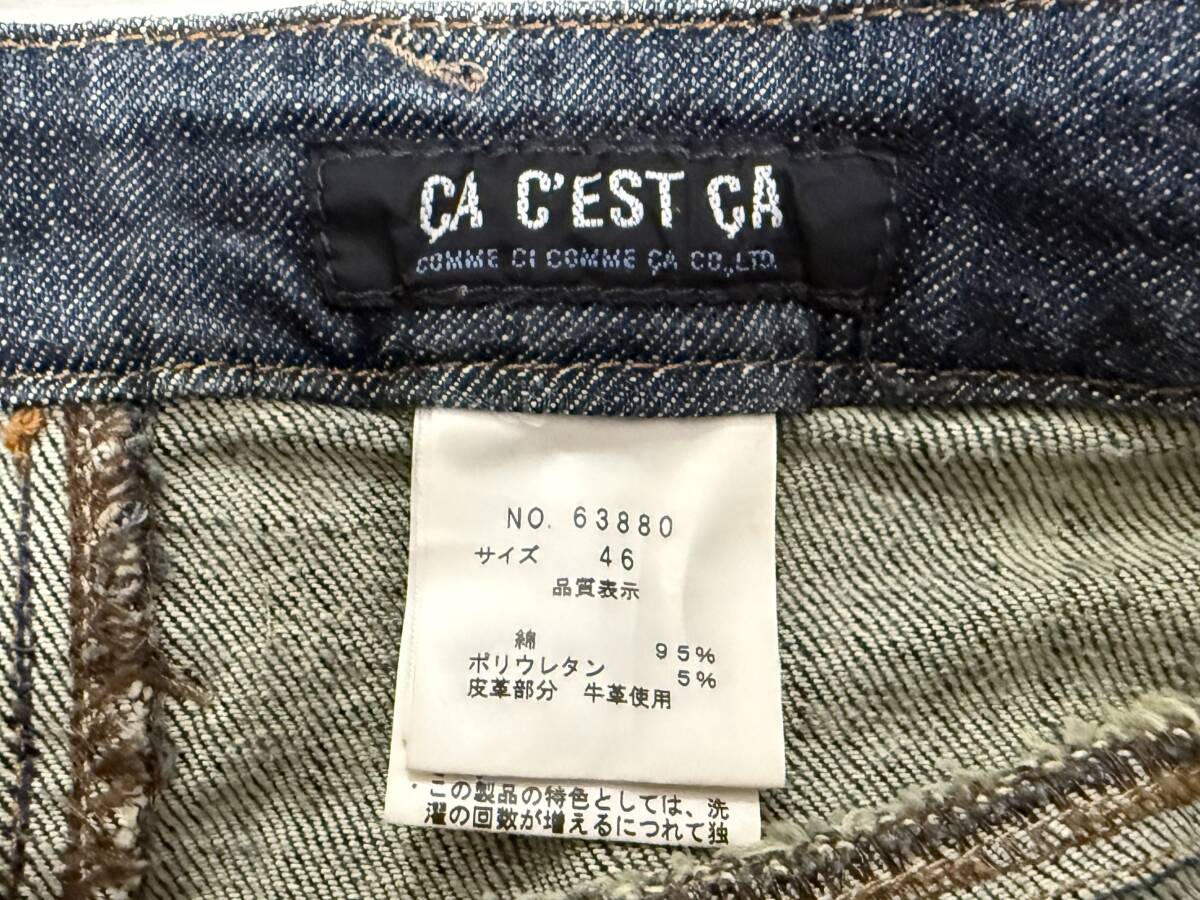 ÇA C'EST ÇA
COMME CI COMME ÇA CO.,LTD.
NO. 63880
サイズ 46
品質表示
綿 95%
ポリウレタン 5%
皮革部分 牛革使用
・この製品の特色としては、洗
濯の回数が増えるにつれて独